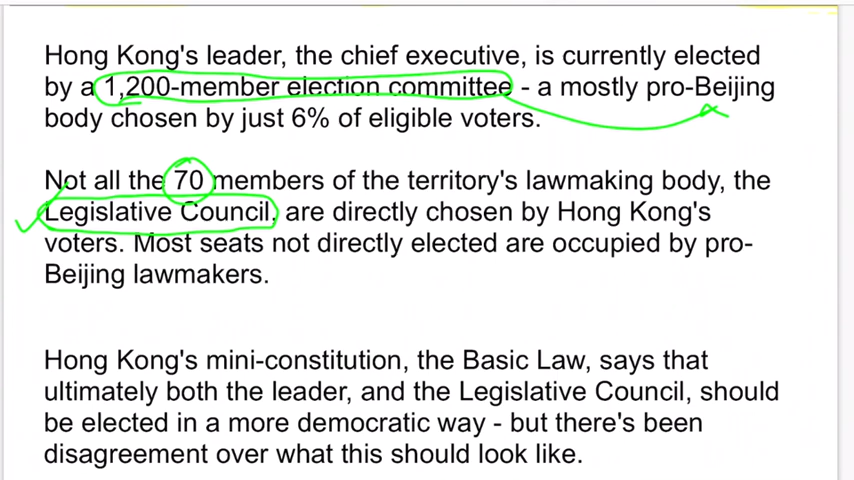 Hong Kong's leader, the chief executive, is currently elected
by a 1,200-member election committee - a mostly pro-Beijing
body chosen by just 6% of eligible voters.
Not all the 70 members of the territory's lawmaking body, the
Legislative Council, are directly chosen by Hong Kong's
voters. Most seats not directly elected are occupied by pro-
Beijing lawmakers.
Hong Kong's mini-constitution, the Basic Law, says that
ultimately both the leader, and the Legislative Council, should
be elected in a more democratic way - but there's been
disagreement over what this should look like.